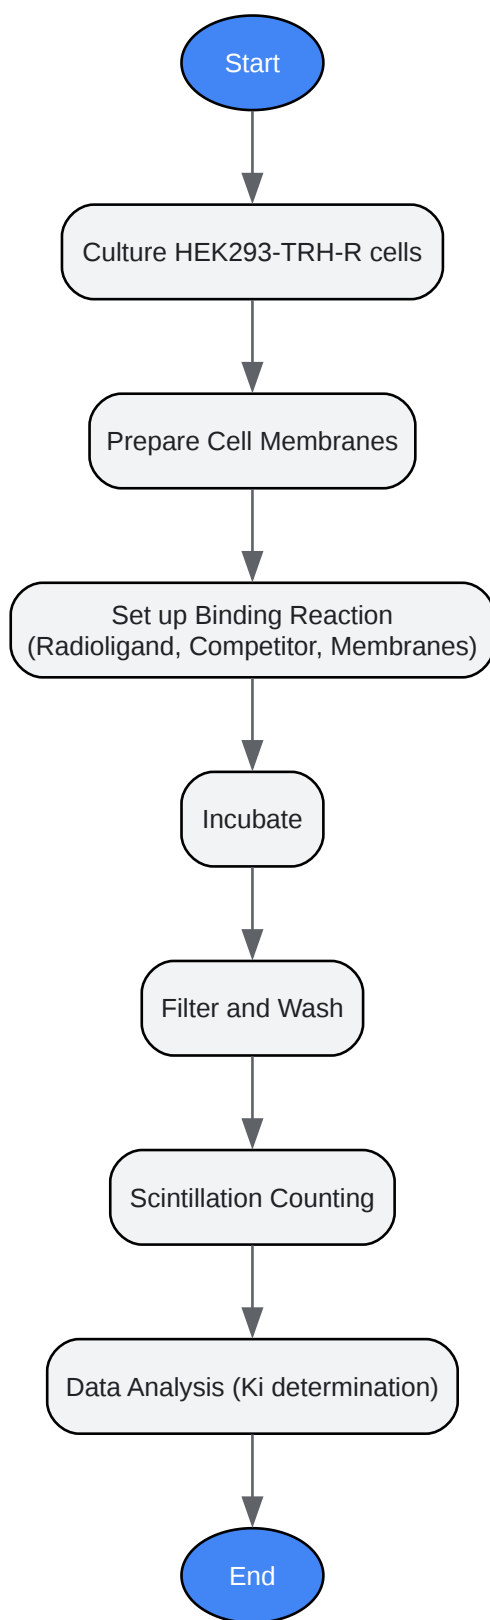 Start
Culture HEK293-TRH-R cells
Prepare Cell Membranes
Set up Binding Reaction
(Radioligand, Competitor, Membranes)
Incubate
Filter and Wash
Scintillation Counting
Data Analysis (Ki determination)
End